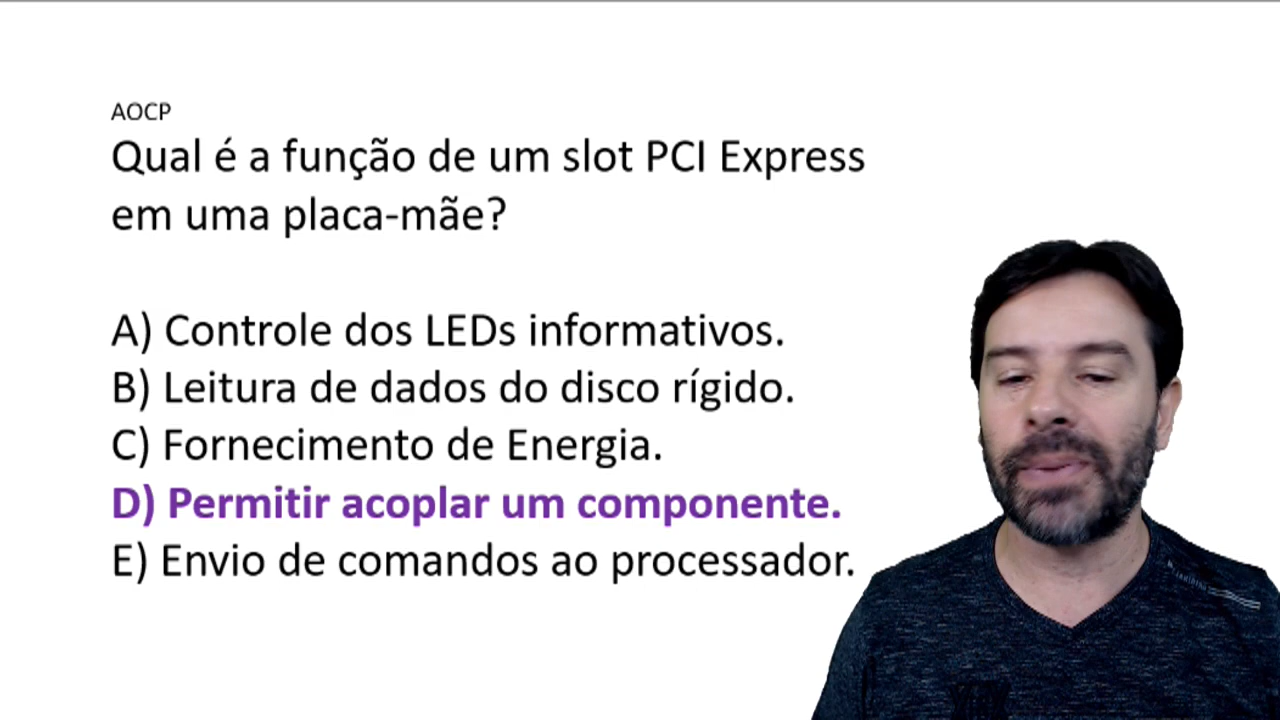 AOCP
Qual é a função de um slot PCI Express
em uma placa-mãe?
A) Controle dos LEDs informativos.
B) Leitura de dados do disco rígido.
C) Fornecimento de Energia.
D) Permitir acoplar um componente.
E) Envio de comandos ao processador.